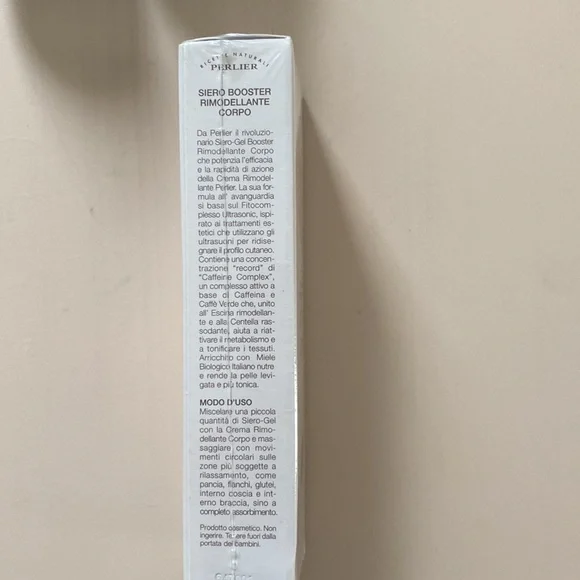 RICETTE NATURALI
PERLIER
SIERO BOOSTER
RIMODELLANTE
CORPO
Da Perlier il rivoluzio-
nario Siero-Gel Booster
Rimodellante Corpo
che potenzia l'efficacia
e la rapidità di azione
della Crema Rimodel-
lante Perlier. La sua for-
mula all' avanguardia
si basa sul Fitocom-
plesso Ultrasonic, ispi-
rato ai trattamenti es-
tetici che utilizzano gli
ultrasuoni per ridise-
gnare il profilo cutaneo.
Contiene una concen-
trazione "record" di
"Caffeine Complex",
un complesso attivo a
base di Caffeina e
Caffè Verde che, unito
all' Escina rimodellan-
te e alla Centella ras-
sodante, aiuta a riat-
tivare il metabolismo e
a tonificare i tessuti.
Arricchito con Miele
Biologico Italiano nutre
e rende la pelle levi-
gata e più tonica.
MODO D'USO
Miscelare una piccola
quantità di Siero-Gel
con la Crema Rimo-
dellante Corpo e mas-
saggiare con movi-
menti circolari sulle
zone più soggette a
rilassamento, come
pancia, fianchi, glutei,
interno coscia e int-
erno braccia, sino a
completo assorbimento.
Prodotto cosmetico. Non
ingerire. Tenere fuori dalla
portata dei bambini.